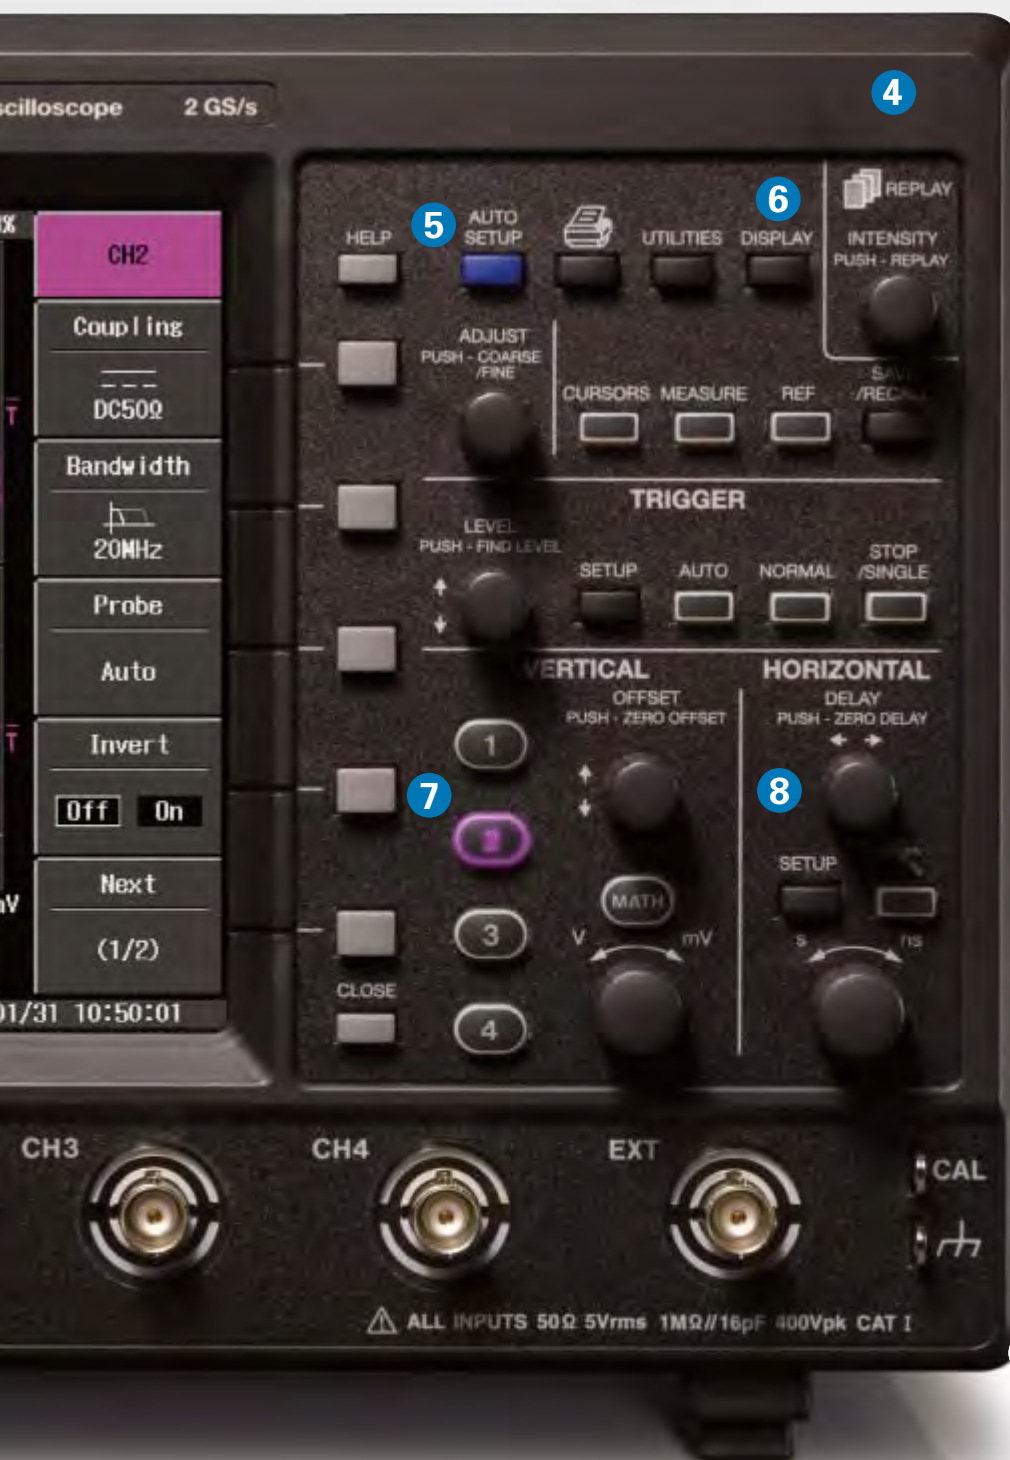 2 GS/s
4
REPLAY
INTENSITY
PUSH - REPLAY
HELP
5
AUTO
SETUP
UTILITIES
6
DISPLAY
CH2
Coupling
DC50Ω
Bandwidth
20MHz
Probe
Auto
Invert
Off On
Next
(1/2)
10:50:01
ADJUST
PUSH - COARSE
/FINE
CURSORS MEASURE REF
TRIGGER
LEVEL
PUSH - FIND LEVEL
SETUP AUTO NORMAL
STOP
/SINGLE
VERTICAL
OFFSET
PUSH - ZERO OFFSET
HORIZONTAL
DELAY
PUSH - ZERO DELAY
1
7
2
3
4
MATH
V mV
8
SETUP
s ns
CLOSE
CH3 CH4 EXT
CAL
ALL INPUTS 50Ω 5Vrms 1MΩ//16pF 400Vpk CAT I